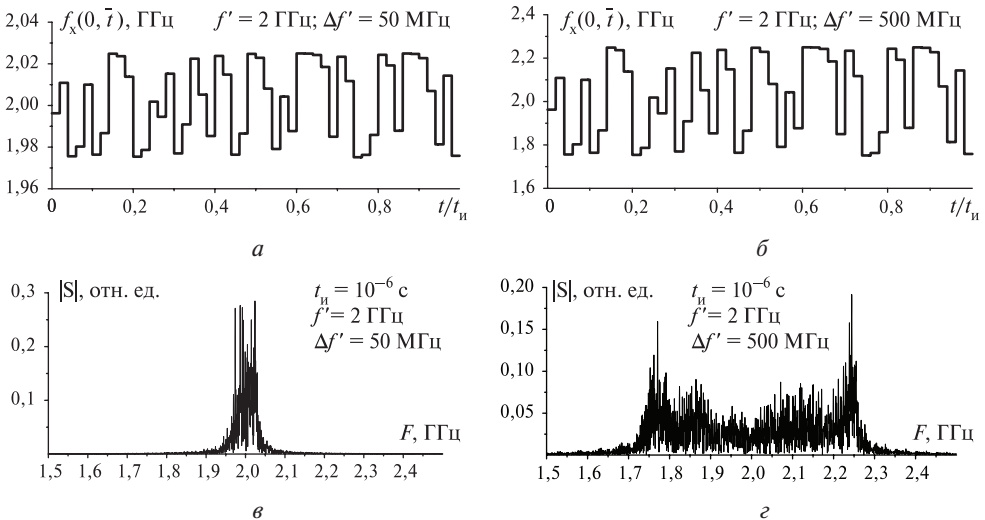 f_x(0, t̄), ГГц f′ = 2 ГГц; Δf′ = 50 МГц
2,04
2,02
2,00
1,98
1,96
0 0,2 0,4 0,6 0,8 t/t_и
а
f_x(0, t̄), ГГц f′ = 2 ГГц; Δf′ = 500 МГц
2,4
2,2
2,0
1,8
1,6
0 0,2 0,4 0,6 0,8 t/t_и
б
|S|, отн. ед.
t_и = 10⁻⁶ с
f′ = 2 ГГц
Δf′ = 50 МГц
0,3
0,2
0,1
F, ГГц
1,5 1,6 1,7 1,8 1,9 2,0 2,1 2,2 2,3 2,4
в
|S|, отн. ед.
t_и = 10⁻⁶ с
f′ = 2 ГГц
Δf′ = 500 МГц
0,20
0,15
0,10
0,05
F, ГГц
1,5 1,6 1,7 1,8 1,9 2,0 2,1 2,2 2,3 2,4
г